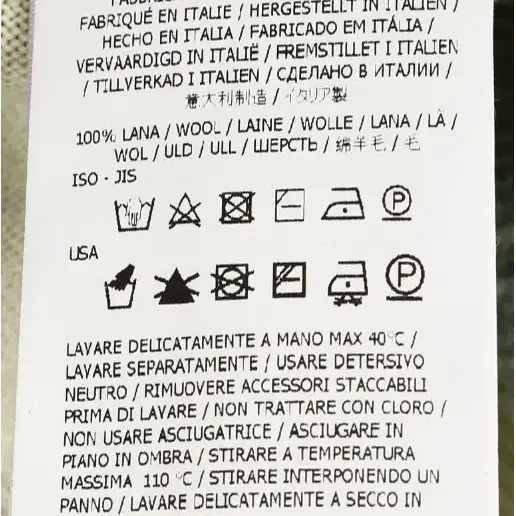 FABRIQUÉ EN ITALIE / HERGESTELLT IN ITALIEN /
HECHO EN ITALIA / FABRICADO EM ITÁLIA /
VERVAARDIGD IN ITALIË / FREMSTILLET I ITALIEN
/ TILLVERKAD I ITALIEN / СДЕЛАНО В ИТАЛИИ /
意大利制造 / イタリア製
100% LANA / WOOL / LAINE / WOLLE / LANA / LÀ /
WOL / ULD / ULL / ШЕРСТЬ / 绵羊毛 / 毛
ISO - JIS
P
USA
P
LAVARE DELICATAMENTE A MANO MAX 40°C /
LAVARE SEPARATAMENTE / USARE DETERSIVO
NEUTRO / RIMUOVERE ACCESSORI STACCABILI
PRIMA DI LAVARE / NON TRATTARE CON CLORO /
NON USARE ASCIUGATRICE / ASCIUGARE IN
PIANO IN OMBRA / STIRARE A TEMPERATURA
MASSIMA 110 °C / STIRARE INTERPONENDO UN
PANNO / LAVARE DELICATAMENTE A SECCO IN